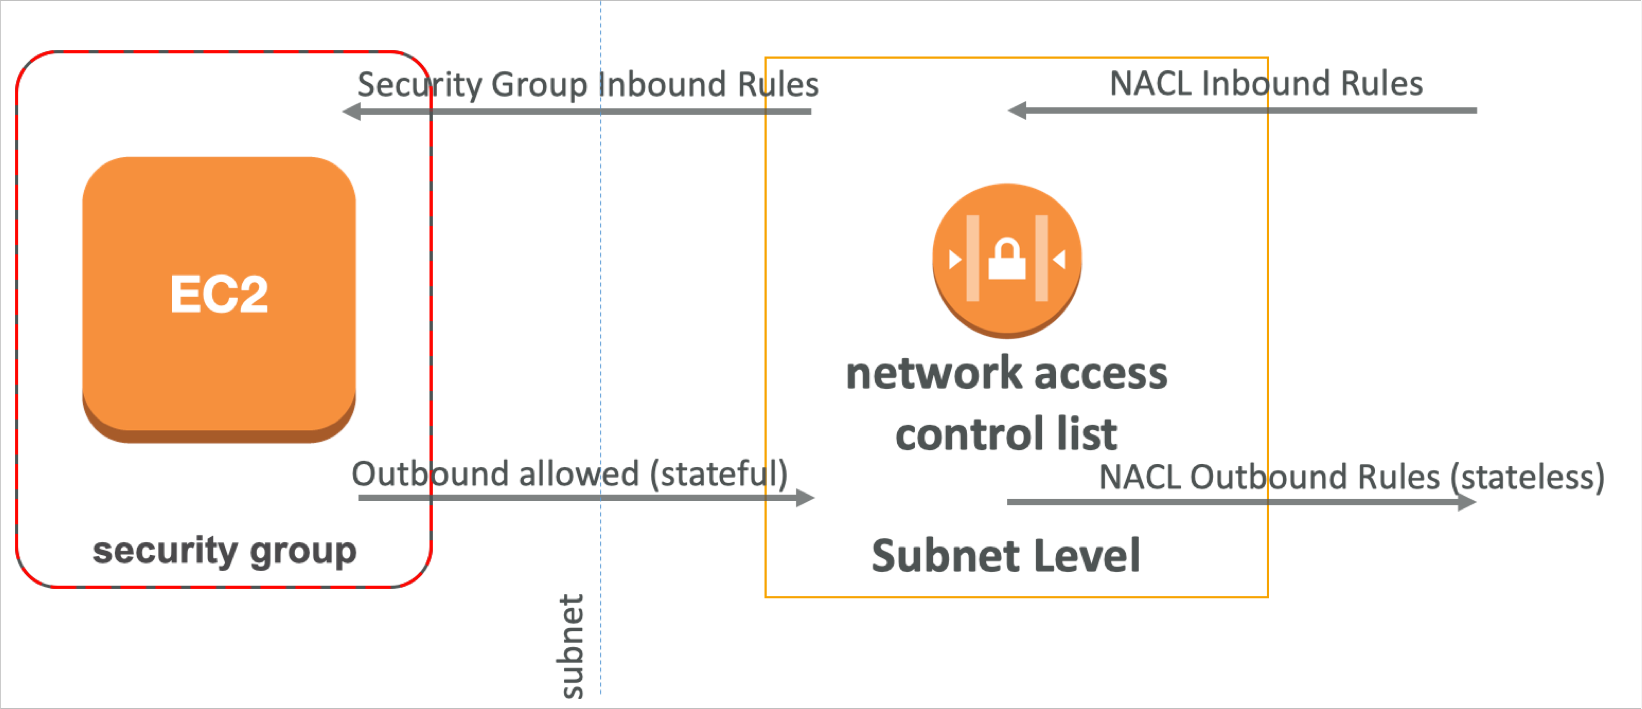 Security Group Inbound Rules
NACL Inbound Rules
EC2
network access
control list
Outbound allowed (stateful)
NACL Outbound Rules (stateless)
security group
Subnet Level
subnet